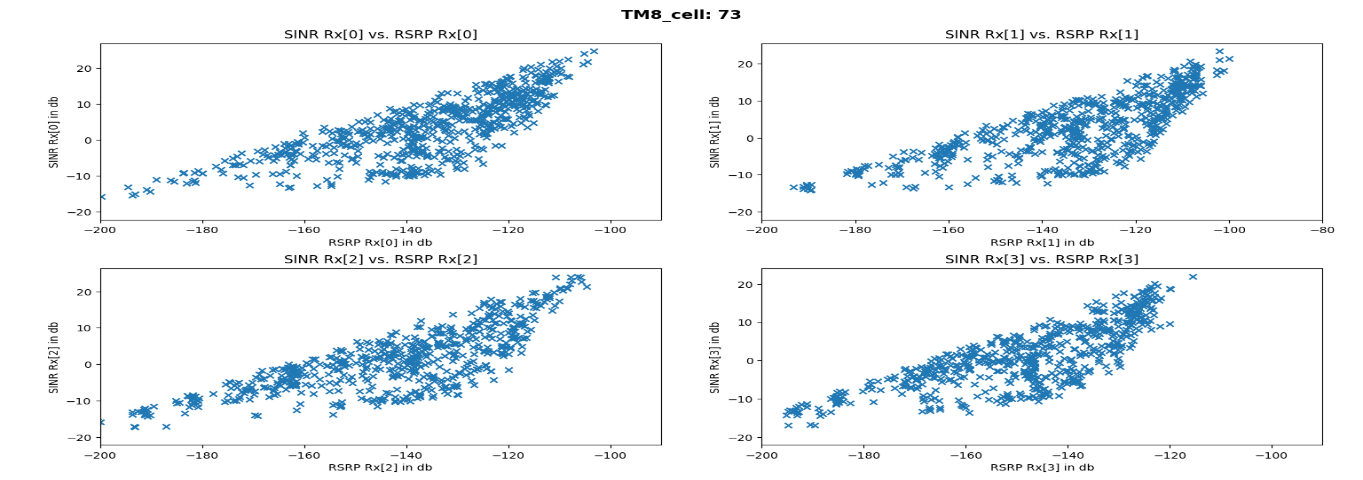 TM8_cell: 73
SINR Rx[0] vs. RSRP Rx[0]
SINR Rx[0] in db
20
10
0
−10
−20
−200 −180 −160 −140 −120 −100
RSRP Rx[0] in db
SINR Rx[1] vs. RSRP Rx[1]
SINR Rx[1] in db
20
10
0
−10
−20
−200 −180 −160 −140 −120 −100 −80
RSRP Rx[1] in db
SINR Rx[2] vs. RSRP Rx[2]
SINR Rx[2] in db
20
10
0
−10
−20
−200 −180 −160 −140 −120 −100
RSRP Rx[2] in db
SINR Rx[3] vs. RSRP Rx[3]
SINR Rx[3] in db
20
10
0
−10
−20
−200 −180 −160 −140 −120 −100
RSRP Rx[3] in db